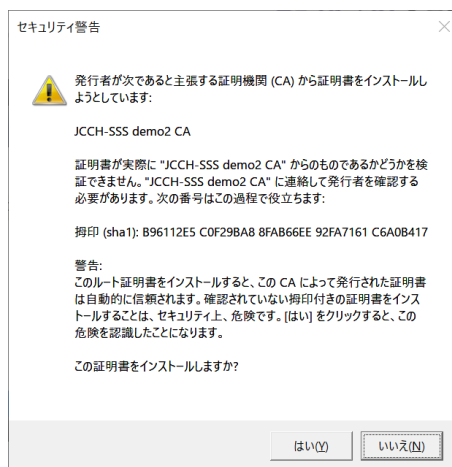 セキュリティ警告
発行者が次であると主張する証明機関 (CA) から証明書をインストールし
ようとしています:
JCCH-SSS demo2 CA
証明書が実際に "JCCH-SSS demo2 CA" からのものであるかどうかを検
証できません。"JCCH-SSS demo2 CA" に連絡して発行者を確認する
必要があります。次の番号はこの過程で役立ちます:
拇印 (sha1): B96112E5 C0F29BA8 8FAB66EE 92FA7161 C6A0B417
警告:
このルート証明書をインストールすると、この CA によって発行された証明書
は自動的に信頼されます。確認されていない拇印付きの証明書をインス
トールすることは、セキュリティ上、危険です。[はい] をクリックすると、この
危険を認識したことになります。
この証明書をインストールしますか?
はい(Y)
いいえ(N)